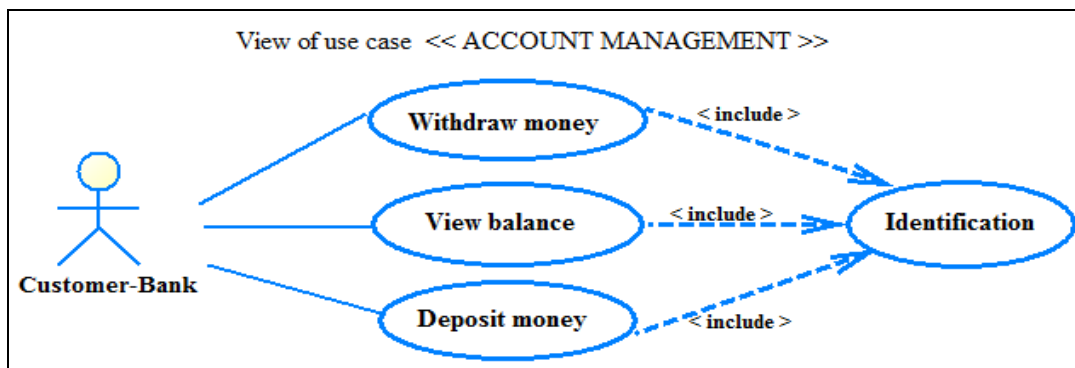 View of use case << ACCOUNT MANAGEMENT >>
Withdraw money
< include >
View balance
< include >
Identification
Customer-Bank
Deposit money
< include >